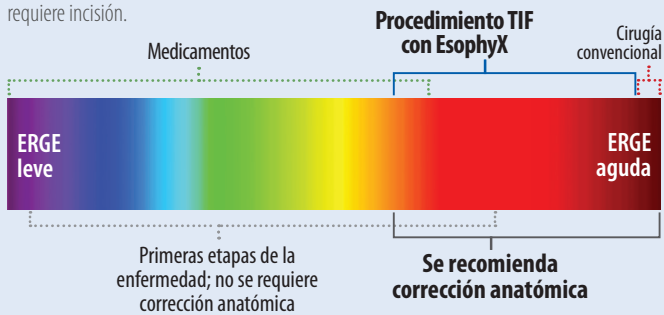 requiere incisión.
Medicamentos
Procedimiento TIF
con EsophyX
Cirugía
convencional
ERGE
leve
ERGE
aguda
Primeras etapas de la
enfermedad; no se requiere
corrección anatómica
Se recomienda
corrección anatómica